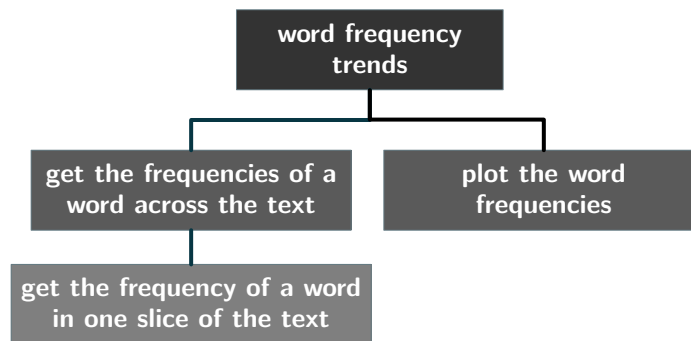 word frequency
trends
get the frequencies of a
word across the text
plot the word
frequencies
get the frequency of a word
in one slice of the text